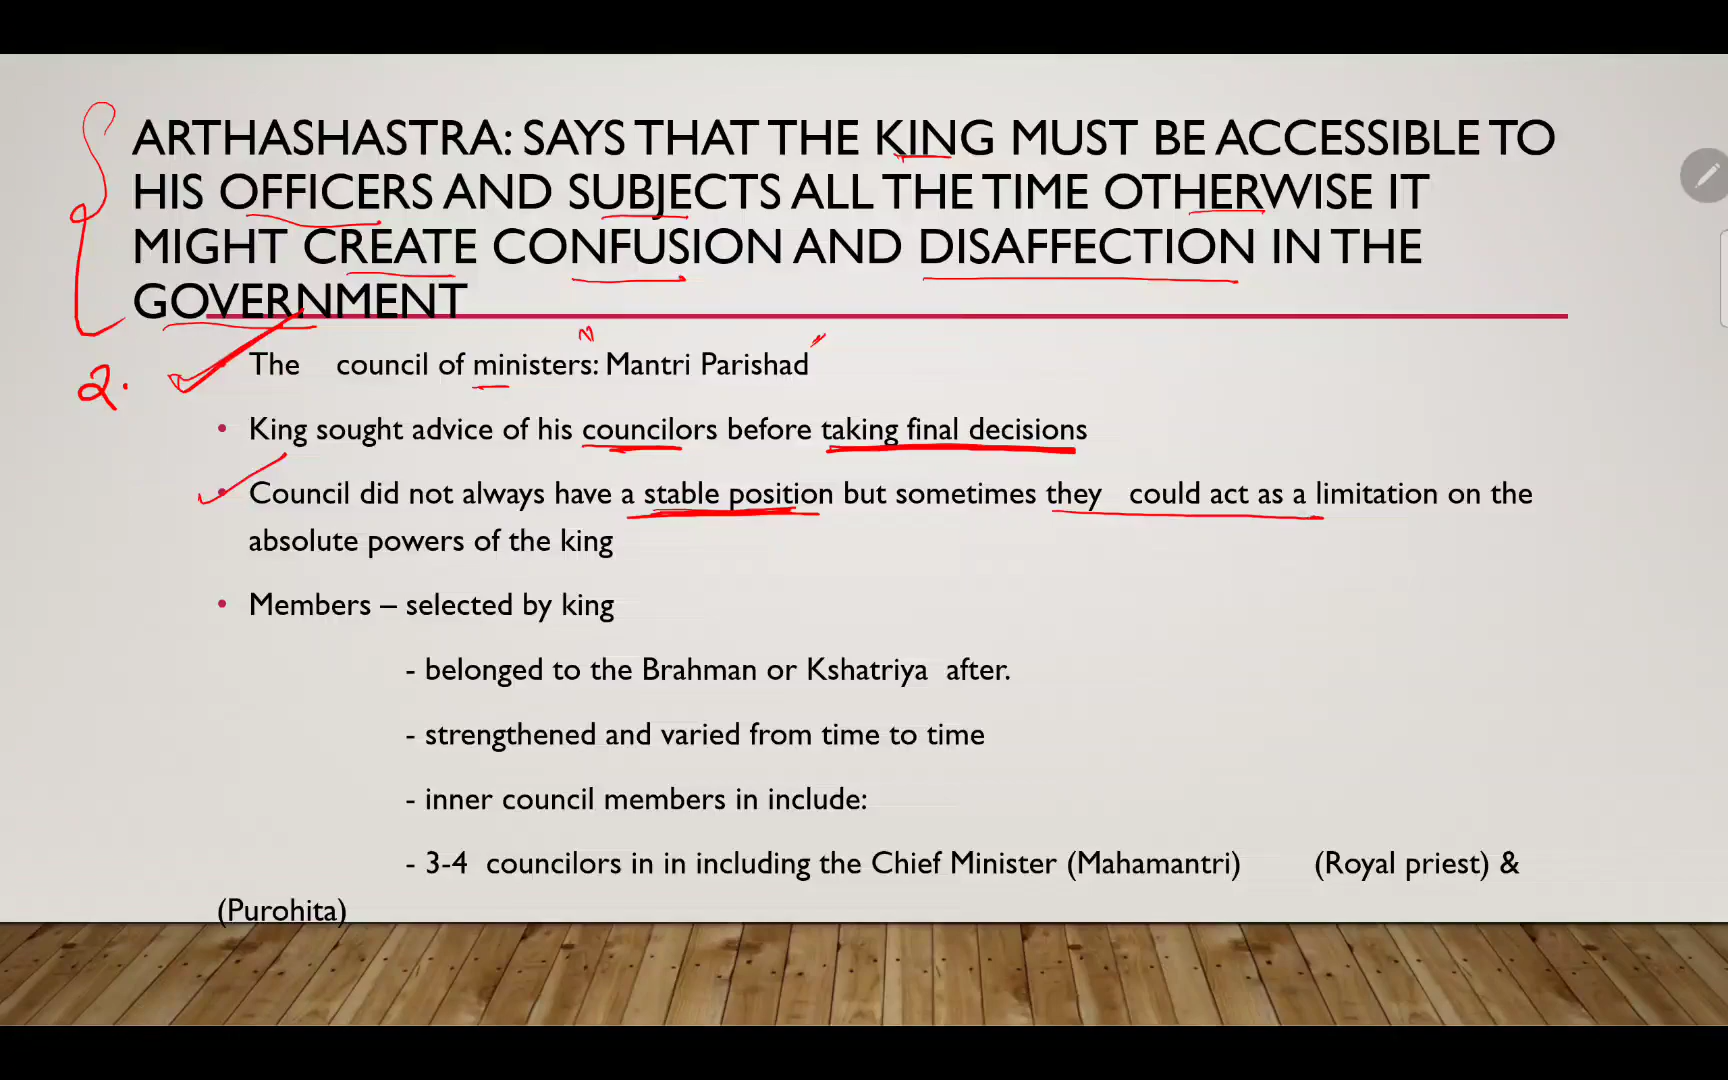 ARTHASHASTRA: SAYS THAT THE KING MUST BE ACCESSIBLE TO
HIS OFFICERS AND SUBJECTS ALL THE TIME OTHERWISE IT
MIGHT CREATE CONFUSION AND DISAFFECTION IN THE
GOVERNMENT
2.
The council of ministers: Mantri Parishad
• King sought advice of his councilors before taking final decisions
• Council did not always have a stable position but sometimes they could act as a limitation on the
absolute powers of the king
• Members – selected by king
- belonged to the Brahman or Kshatriya after.
- strengthened and varied from time to time
- inner council members in include:
- 3-4 councilors in in including the Chief Minister (Mahamantri) (Royal priest) &
(Purohita)